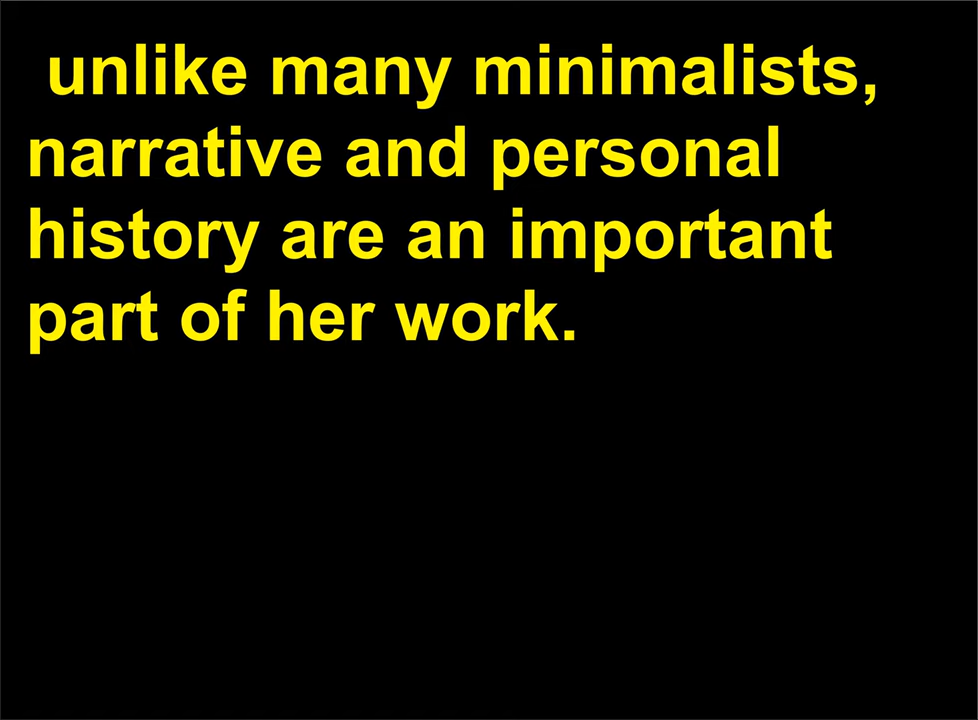 unlike many minimalists,
narrative and personal
history are an important
part of her work.